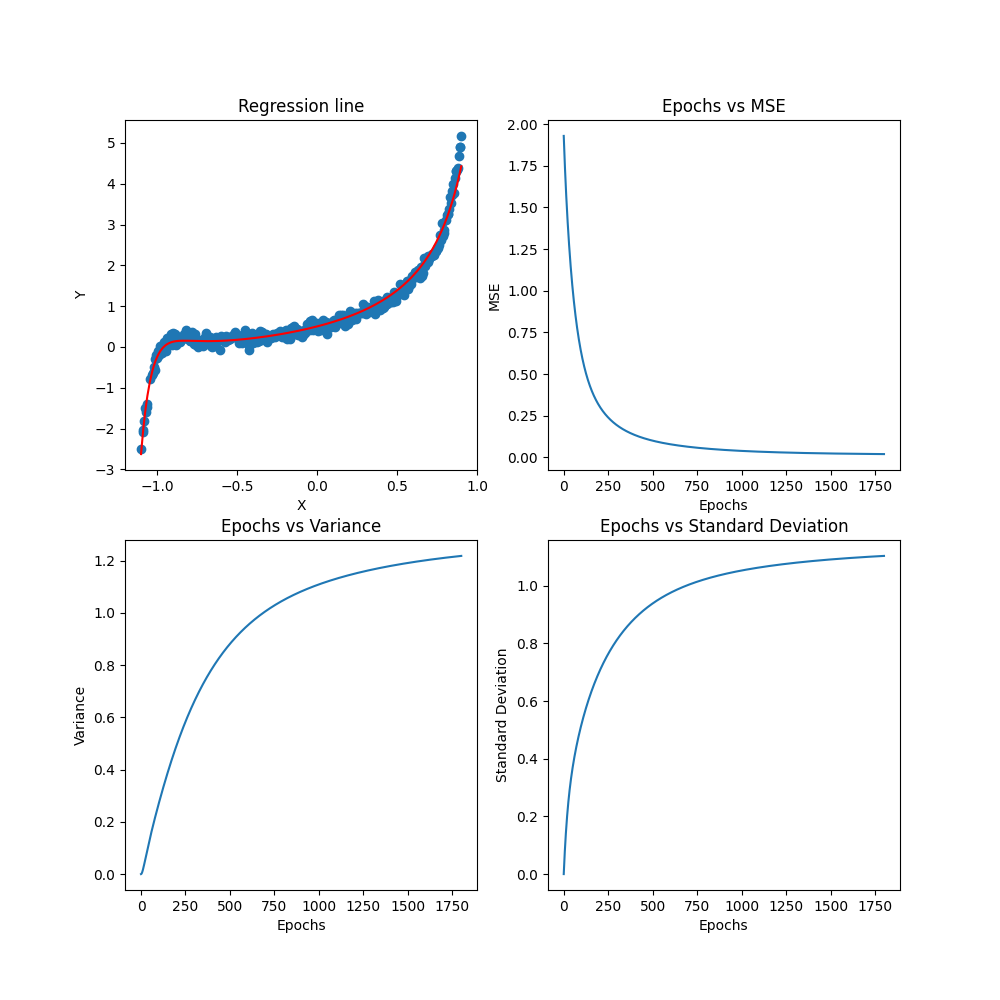 Regression line
5
4
3
2
1
0
−1
−2
−3
Y
−1.0 −0.5 0.0 0.5 1.0
X
Epochs vs MSE
2.00
1.75
1.50
1.25
1.00
0.75
0.50
0.25
0.00
MSE
0 250 500 750 1000 1250 1500 1750
Epochs
Epochs vs Variance
1.2
1.0
0.8
0.6
0.4
0.2
0.0
Variance
0 250 500 750 1000 1250 1500 1750
Epochs
Epochs vs Standard Deviation
1.0
0.8
0.6
0.4
0.2
0.0
Standard Deviation
0 250 500 750 1000 1250 1500 1750
Epochs